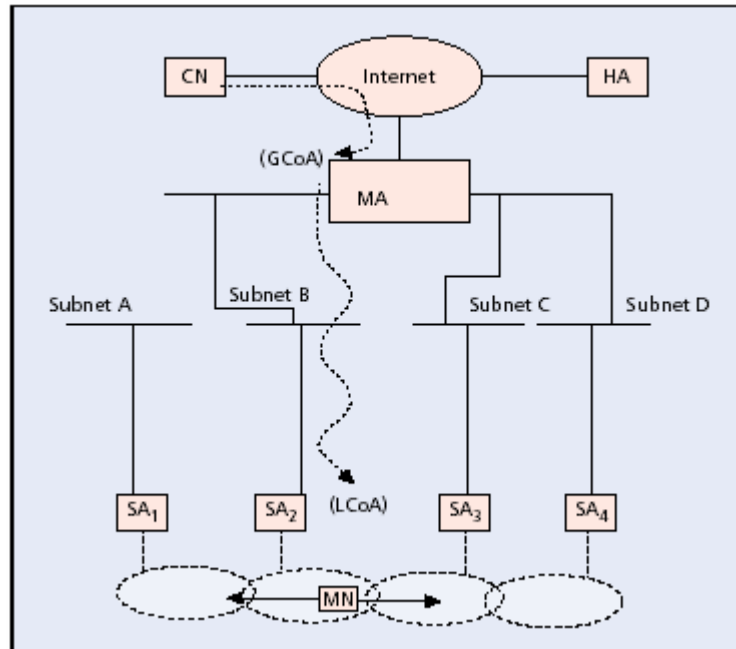 CN
Internet
HA
(GCoA)
MA
Subnet A
Subnet B
Subnet C
Subnet D
SA1
SA2
(LCoA)
SA3
SA4
MN